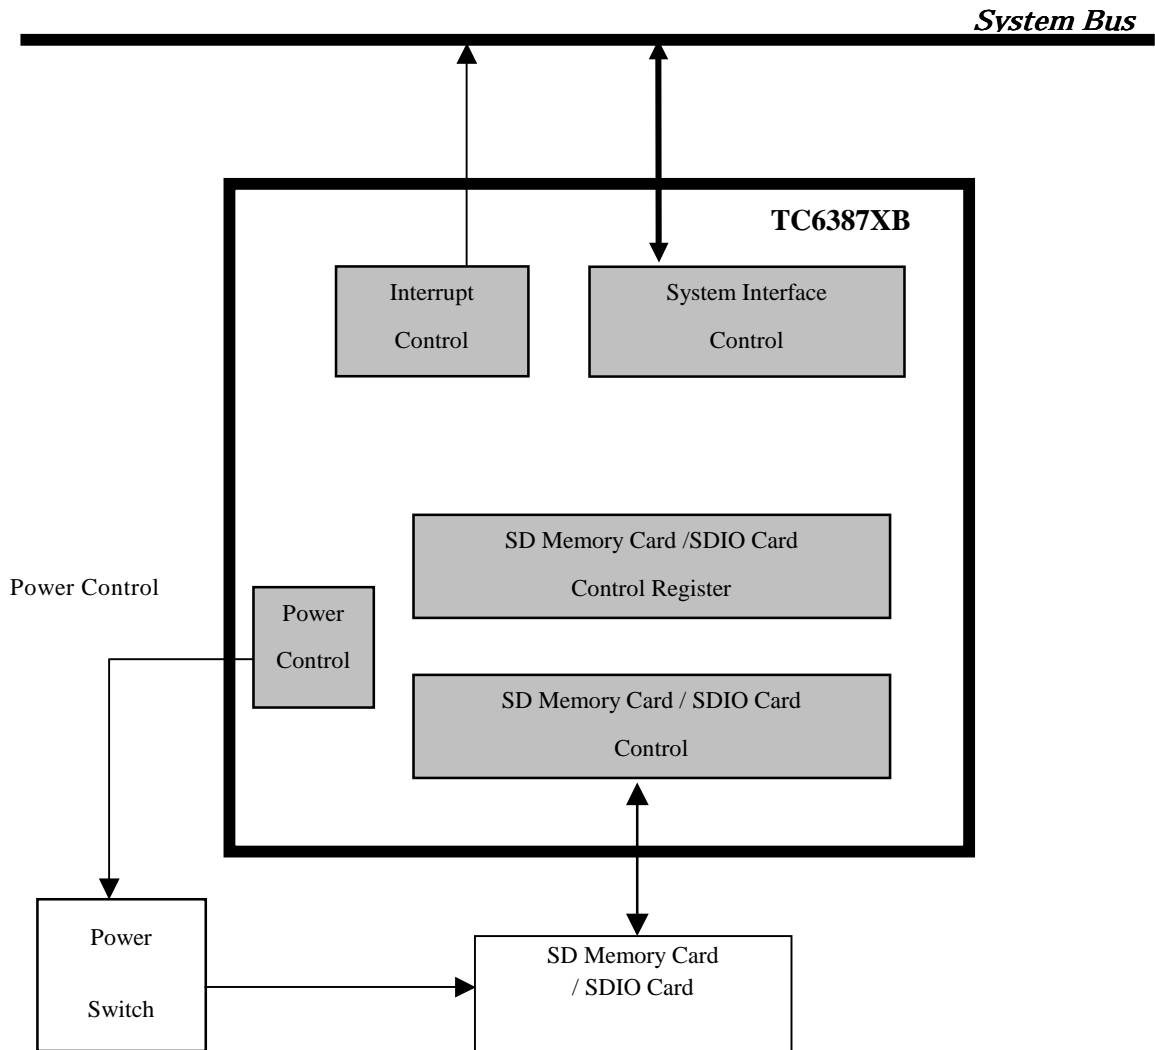 System Bus
TC6387XB
Interrupt
Control
System Interface
Control
SD Memory Card /SDIO Card
Control Register
Power Control
Power
Control
SD Memory Card / SDIO Card
Control
Power
Switch
SD Memory Card
/ SDIO Card